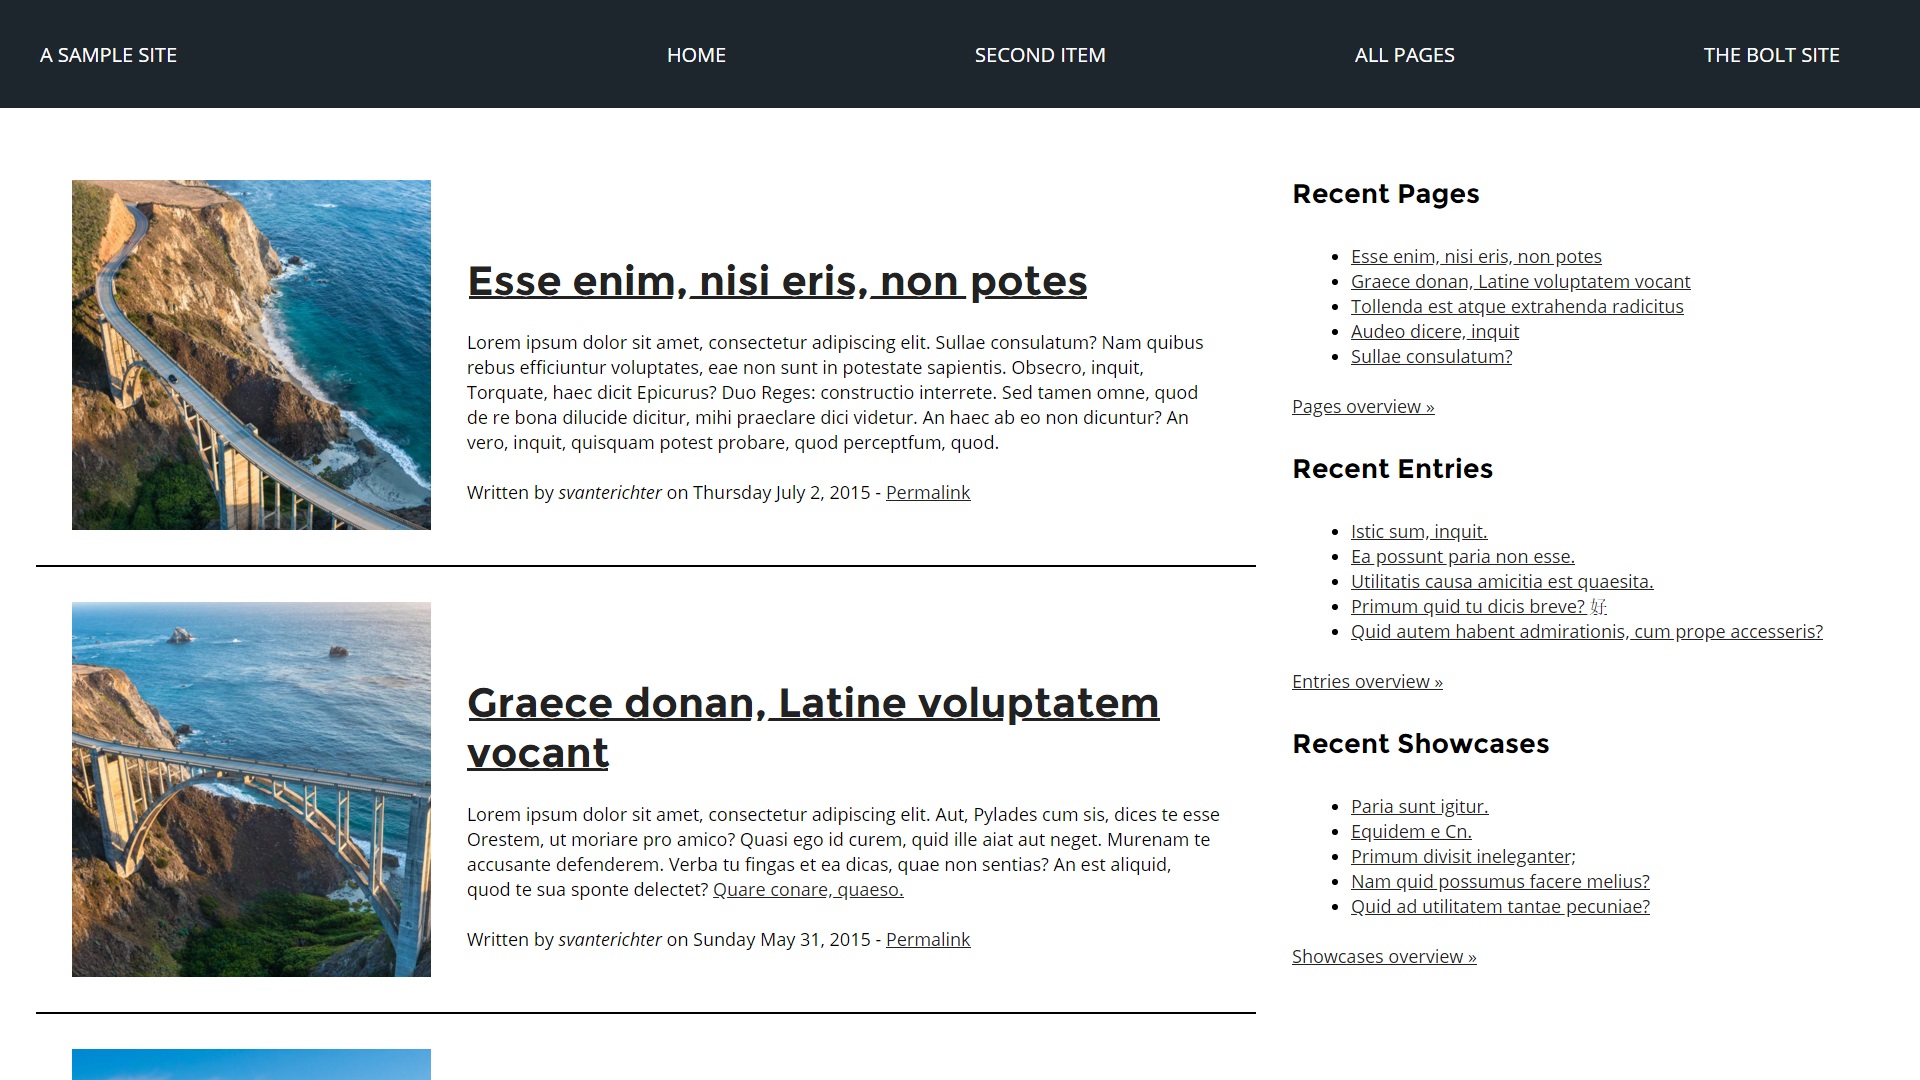 A SAMPLE SITE
HOME
SECOND ITEM
ALL PAGES
THE BOLT SITE
Esse enim, nisi eris, non potes
Lorem ipsum dolor sit amet, consectetur adipiscing elit. Sullae consulatum? Nam quibus
rebus efficiuntur voluptates, eae non sunt in potestate sapientis. Obsecro, inquit,
Torquate, haec dicit Epicurus? Duo Reges: constructio interrete. Sed tamen omne, quod
de re bona dilucide dicitur, mihi praeclare dici videtur. An haec ab eo non dicuntur? An
vero, inquit, quisquam potest probare, quod perceptfum, quod.
Written by svanterichter on Thursday July 2, 2015 - Permalink
Graece donan, Latine voluptatem
vocant
Lorem ipsum dolor sit amet, consectetur adipiscing elit. Aut, Pylades cum sis, dices te esse
Orestem, ut moriare pro amico? Quasi ego id curem, quid ille aiat aut neget. Murenam te
accusante defenderem. Verba tu fingas et ea dicas, quae non sentias? An est aliquid,
quod te sua sponte delectet? Quare conare, quaeso.
Written by svanterichter on Sunday May 31, 2015 - Permalink
Recent Pages
Esse enim, nisi eris, non potes
Graece donan, Latine voluptatem vocant
Tollenda est atque extrahenda radicitus
Audeo dicere, inquit
Sullae consulatum?
Pages overview »
Recent Entries
Istic sum, inquit.
Ea possunt paria non esse.
Utilitatis causa amicitia est quaesita.
Primum quid tu dicis breve? 好
Quid autem habent admirationis, cum prope accesseris?
Entries overview »
Recent Showcases
Paria sunt igitur.
Equidem e Cn.
Primum divisit ineleganter;
Nam quid possumus facere melius?
Quid ad utilitatem tantae pecuniae?
Showcases overview »